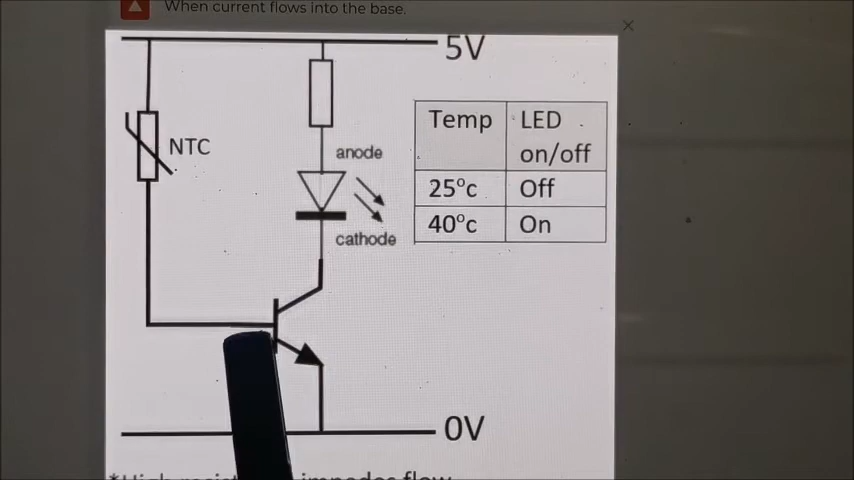 When current flows into the base.
5V
NTC
anode
cathode
Temp LED on/off
25°c Off
40°c On
0V
flow